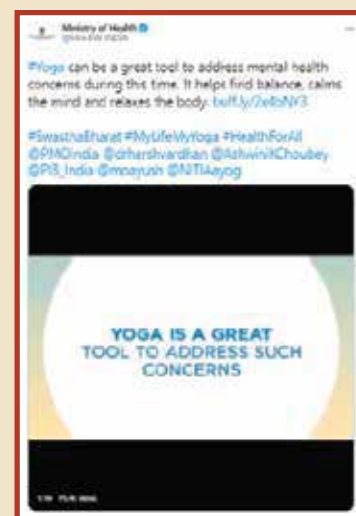 Ministry of Health
#Yoga can be a great tool to address mental health
concerns during this time. It helps find balance, calms
the mind and relaxes the body.
#SwasthaBharat #MyLifeMyYoga #HealthForAll
@PMOIndia @drharshvardhan @AshwiniKChoubey
@PIB_India @moayush @NITIAayog
YOGA IS A GREAT
TOOL TO ADDRESS SUCH
CONCERNS